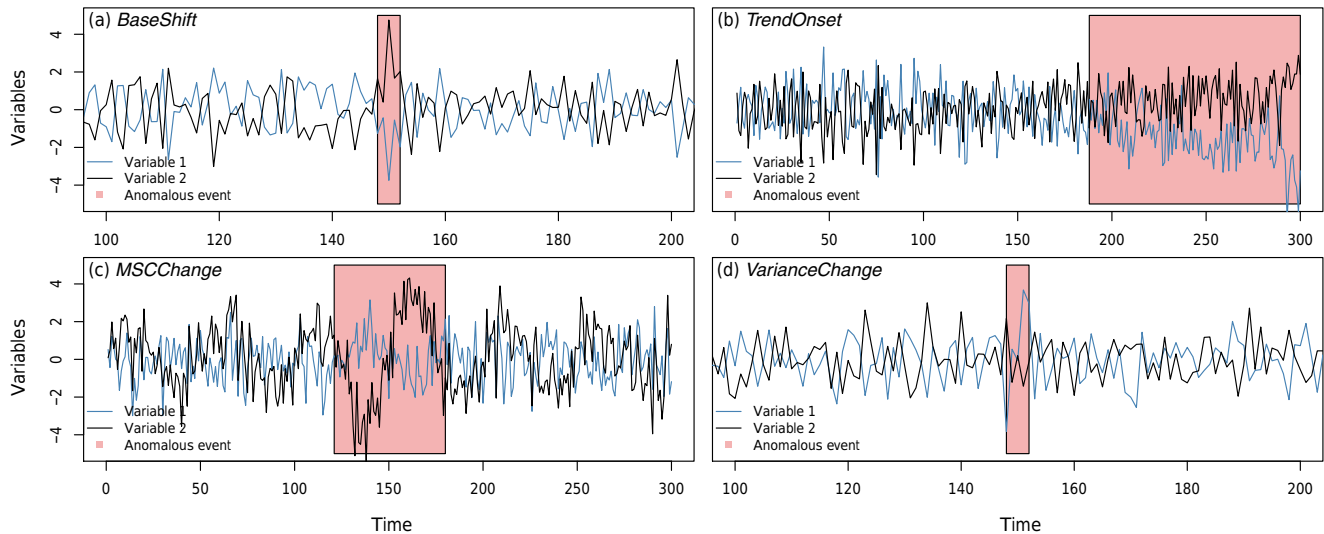 (a) BaseShift
(b) TrendOnset
Variables
4
2
0
−2
−4
Variable 1
Variable 2
Anomalous event
Variable 1
Variable 2
Anomalous event
100 120 140 160 180 200
0 50 100 150 200 250 300
(c) MSCChange
(d) VarianceChange
Variables
4
2
0
−2
−4
Variable 1
Variable 2
Anomalous event
Variable 1
Variable 2
Anomalous event
0 50 100 150 200 250 300
100 120 140 160 180 200
Time
Time